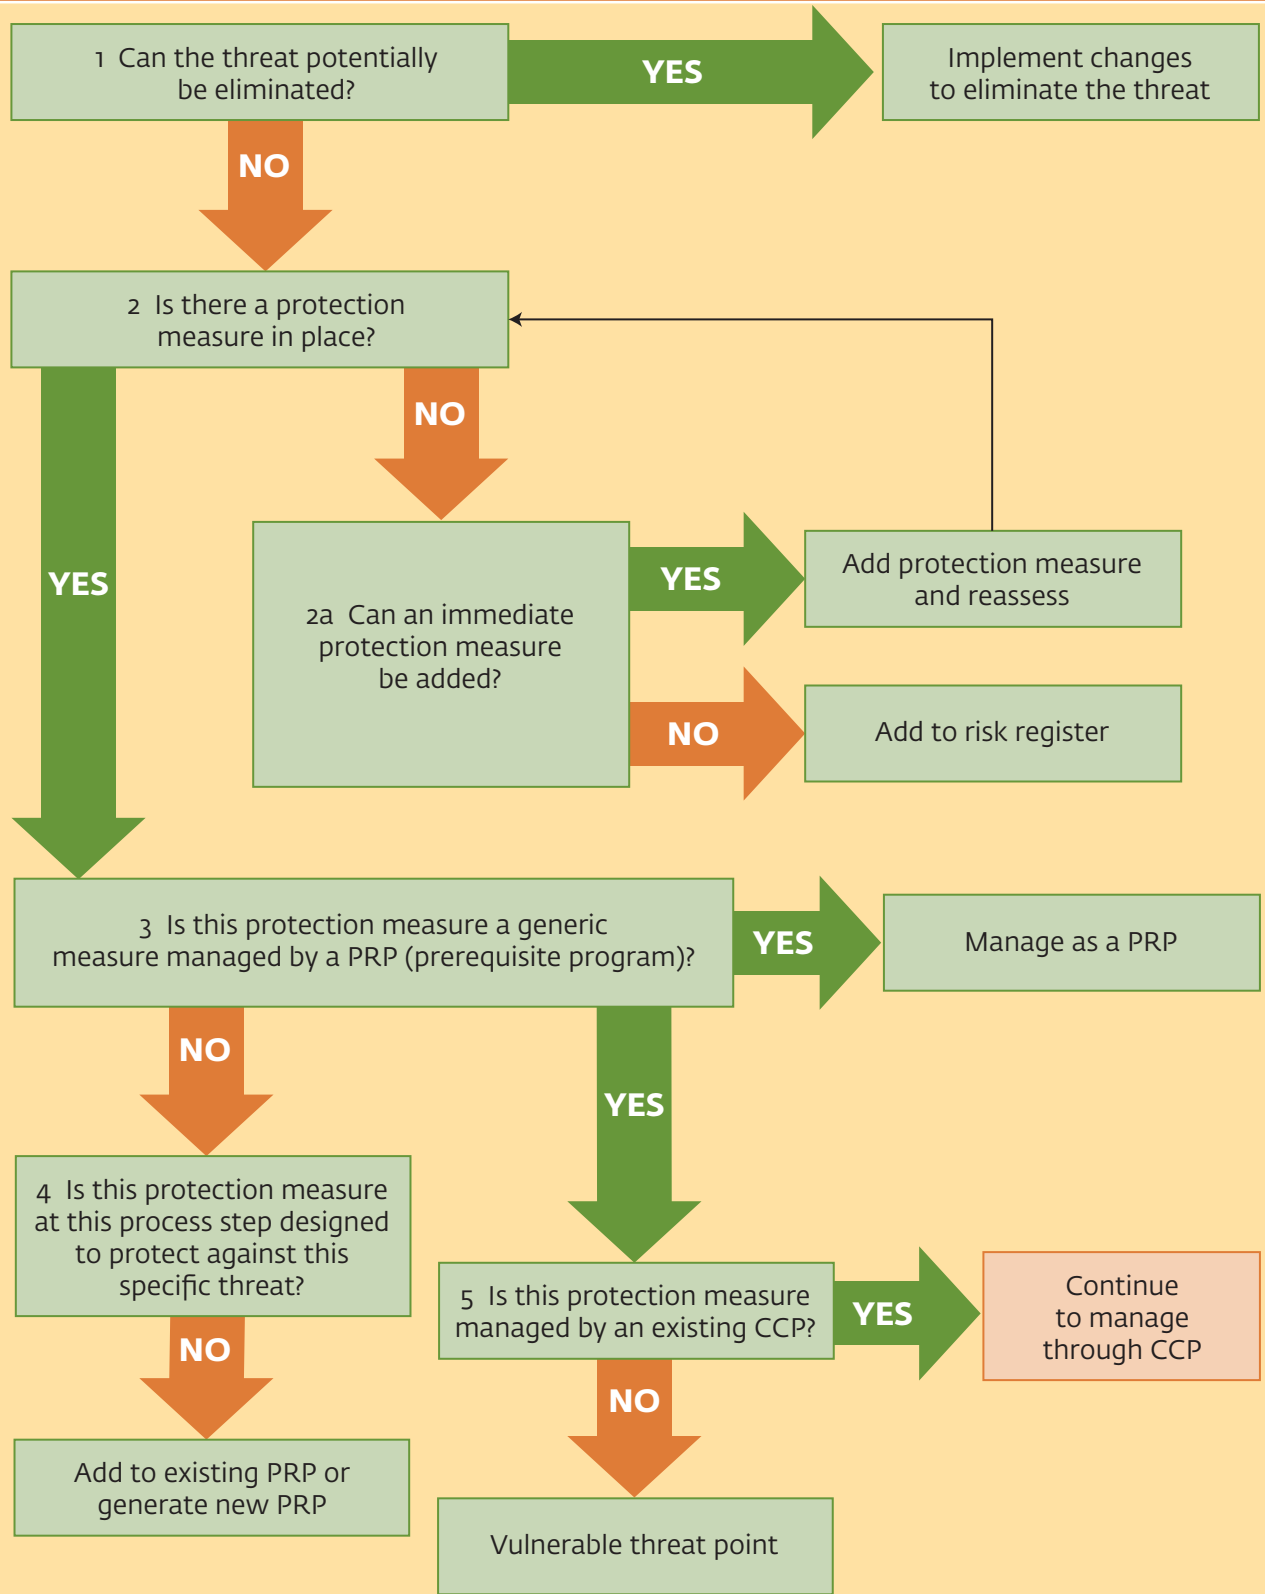 1 Can the threat potentially
be eliminated?
YES
Implement changes
to eliminate the threat
NO
2 Is there a protection
measure in place?
NO
YES
2a Can an immediate
protection measure
be added?
YES
Add protection measure
and reassess
NO
Add to risk register
3 Is this protection measure a generic
measure managed by a PRP (prerequisite program)?
YES
Manage as a PRP
NO
YES
4 Is this protection measure
at this process step designed
to protect against this
specific threat?
5 Is this protection measure
managed by an existing CCP?
YES
Continue
to manage
through CCP
NO
NO
Add to existing PRP or
generate new PRP
Vulnerable threat point